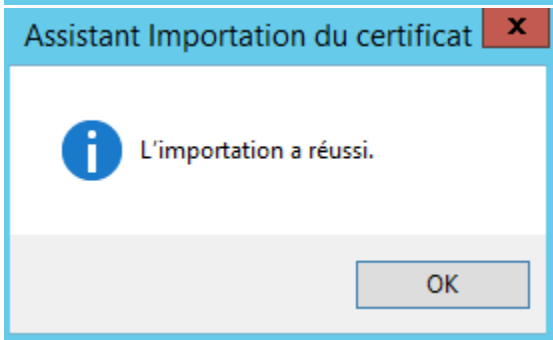 Assistant Importation du certificat
x
L'importation a réussi.
OK